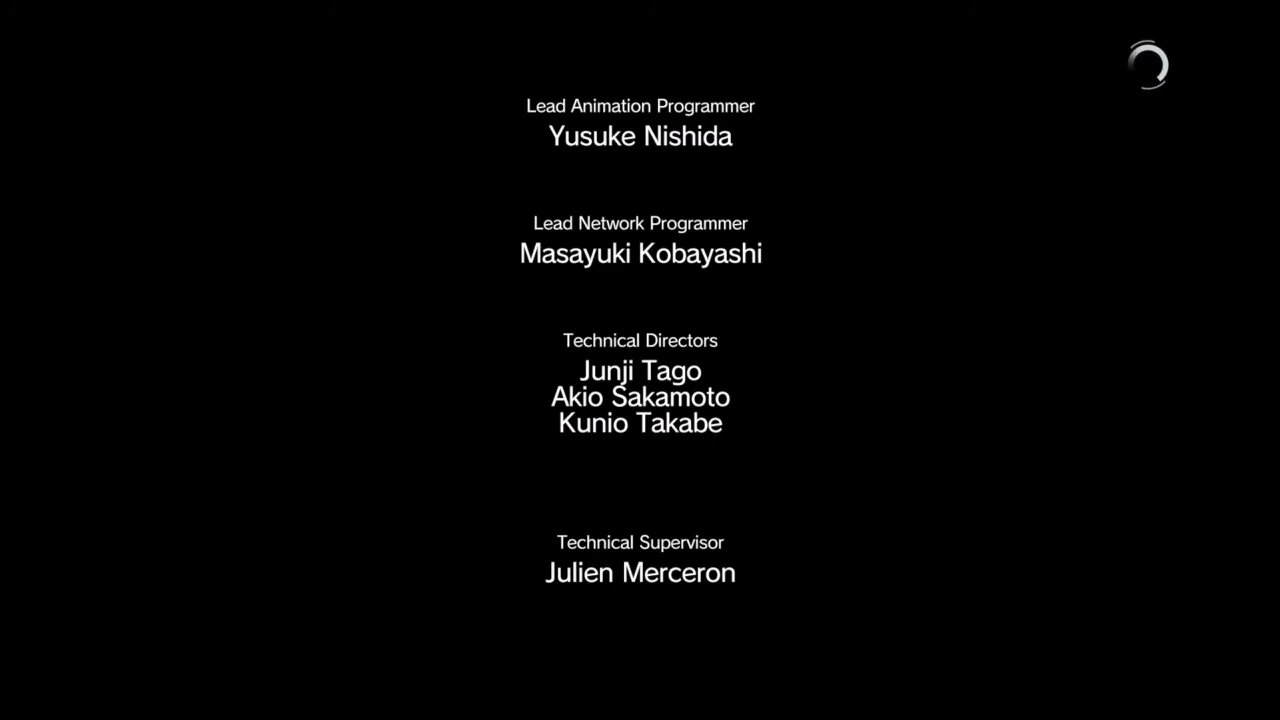 Lead Animation Programmer
Yusuke Nishida
Lead Network Programmer
Masayuki Kobayashi
Technical Directors
Junji Tago
Akio Sakamoto
Kunio Takabe
Technical Supervisor
Julien Merceron